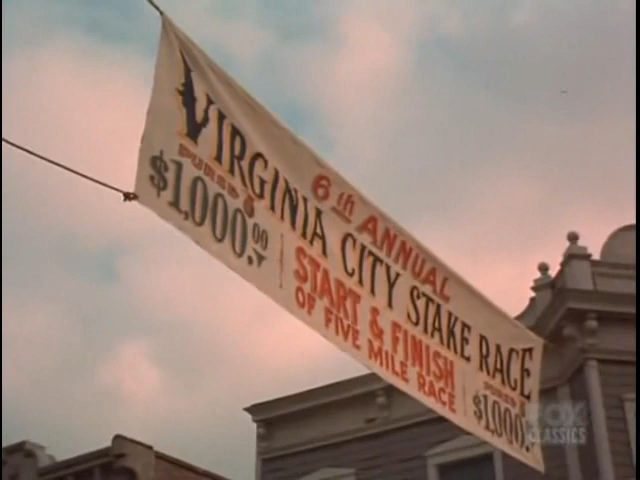 6th ANNUAL
VIRGINIA CITY STAKE RACE
PURSE
$1,000.00
START & FINISH
OF FIVE MILE RACE
PURSE
$1,000.
FOX
CLASSICS